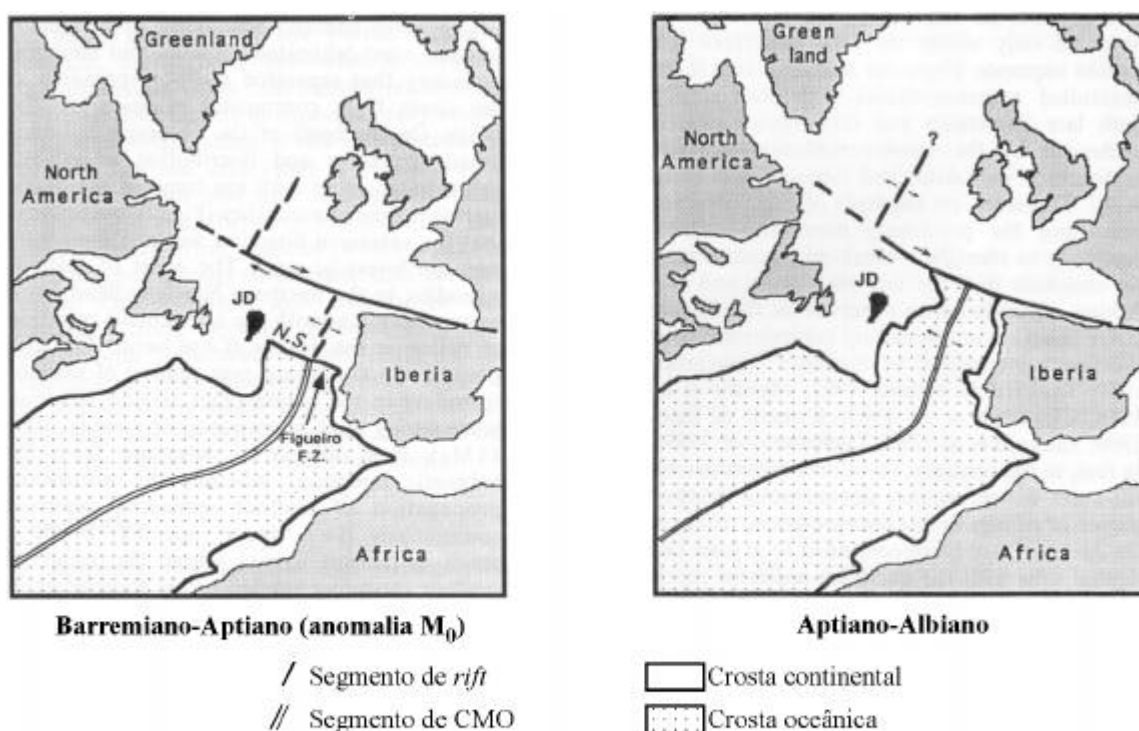 Greenland
North
America
JD
N.S.
Iberia
Figueiro
F.Z.
Africa
Barremiano-Aptiano (anomalia M₀)
Green
land
?
North
America
JD
Iberia
Africa
Aptiano-Albiano
Segmento de rift
Segmento de CMO
Crosta continental
Crosta oceânica